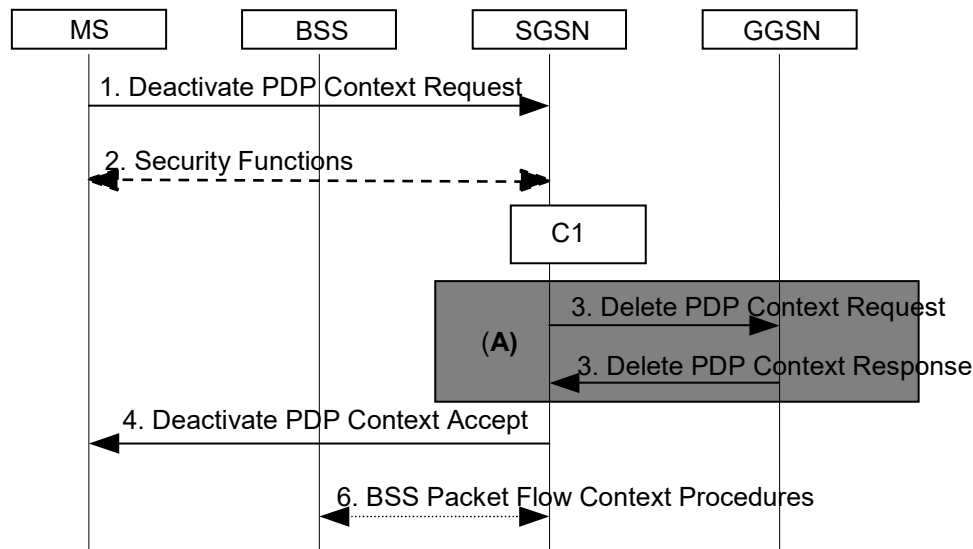 MS BSS SGSN GGSN
1. Deactivate PDP Context Request
2. Security Functions
C1
3. Delete PDP Context Request
(A)
3. Delete PDP Context Response
4. Deactivate PDP Context Accept
6. BSS Packet Flow Context Procedures